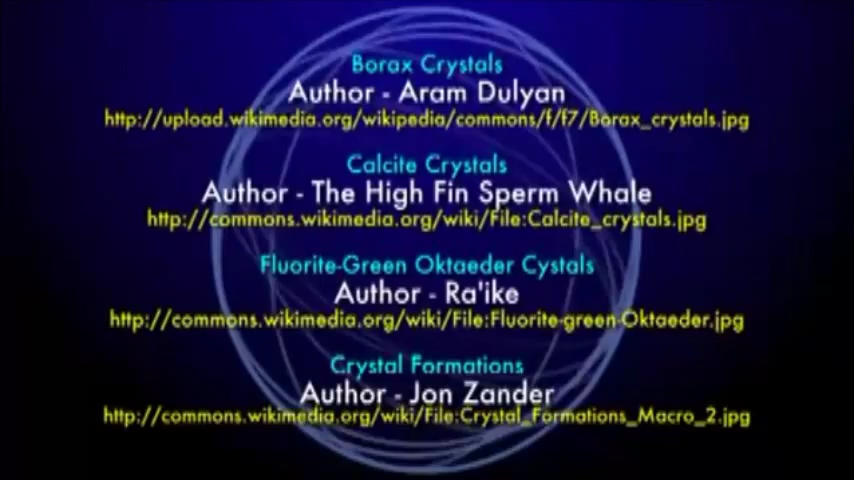 Borax Crystals
Author - Aram Dulyan
http://upload.wikimedia.org/wikipedia/commons/f/f7/Borax_crystals.jpg
Calcite Crystals
Author - The High Fin Sperm Whale
http://commons.wikimedia.org/wiki/File:Calcite_crystals.jpg
Fluorite-Green Oktaeder Cystals
Author - Ra'ike
http://commons.wikimedia.org/wiki/File:Fluorite-green-Oktaeder.jpg
Crystal Formations
Author - Jon Zander
http://commons.wikimedia.org/wiki/File:Crystal_Formations_Macro_2.jpg